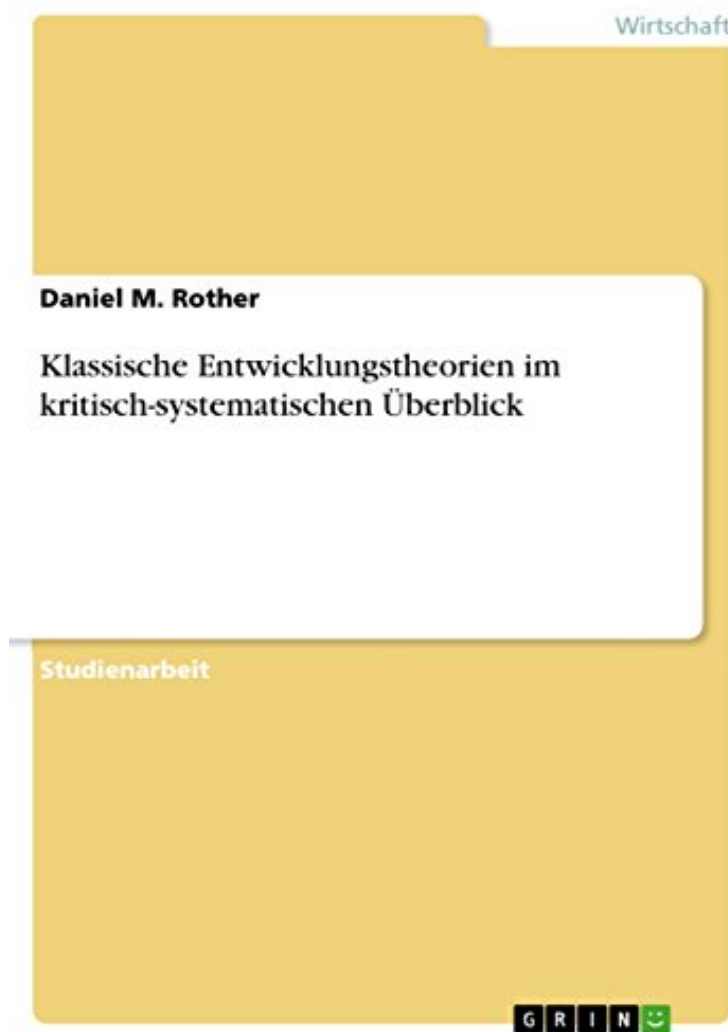 Wirtschaft
Daniel M. Rother
Klassische Entwicklungstheorien im
kritisch-systematischen Überblick
Studienarbeit
GRIN